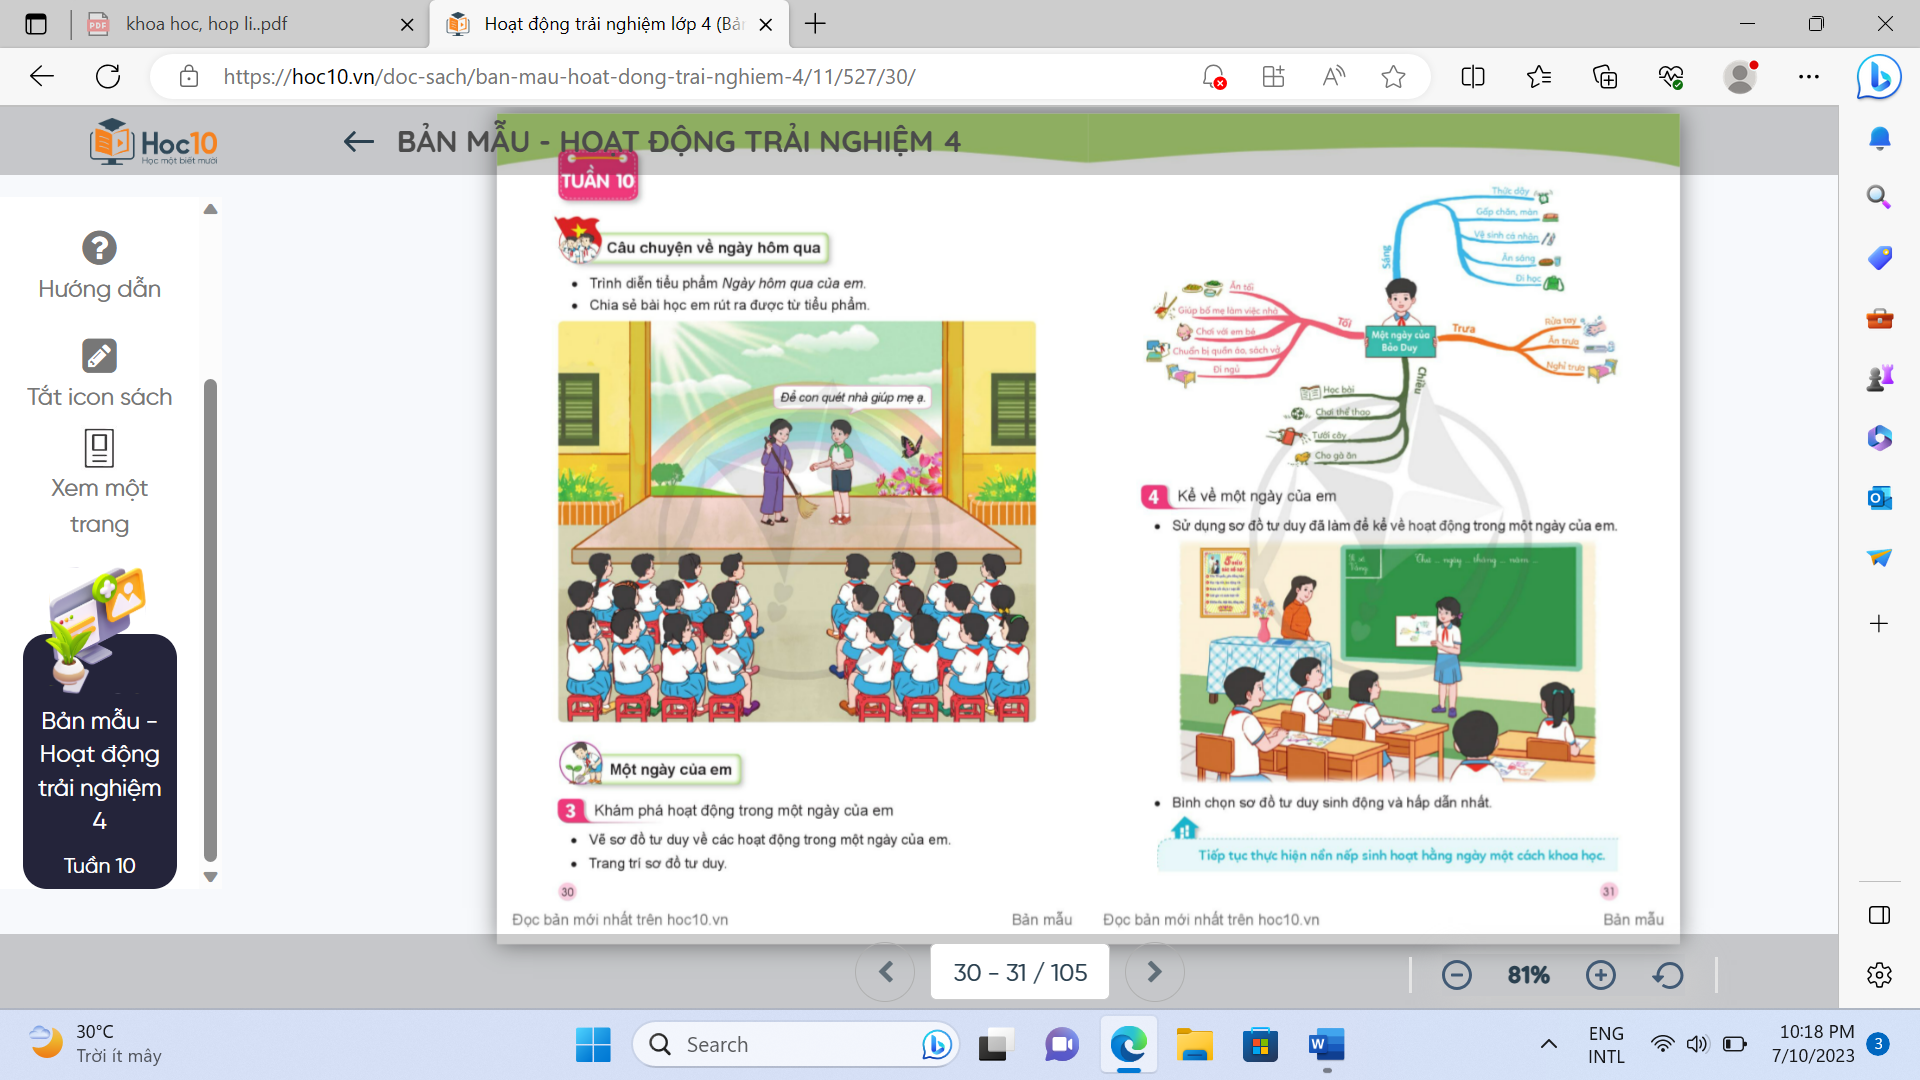 khoa hoc, hop li..pdf
Hoạt động trải nghiệm lớp 4 (Bản
https://hoc10.vn/doc-sach/ban-mau-hoat-dong-trai-nghiem-4/11/527/30/
Hoc10
Học một biết mười
BẢN MẪU - HOẠT ĐỘNG TRẢI NGHIỆM 4
Hướng dẫn
Tắt icon sách
Xem một
trang
Bản mẫu -
Hoạt động
trải nghiệm
4
Tuần 10
TUẦN 10
Câu chuyện về ngày hôm qua
• Trình diễn tiểu phẩm Ngày hôm qua của em.
• Chia sẻ bài học em rút ra được từ tiểu phẩm.
Để con quét nhà giúp mẹ ạ.
Một ngày của em
3 Khám phá hoạt động trong một ngày của em
• Vẽ sơ đồ tư duy về các hoạt động trong một ngày của em.
• Trang trí sơ đồ tư duy.
30
Đọc bản mới nhất trên hoc10.vn
Bản mẫu
Sáng
Thức dậy
Gấp chăn, màn
Vệ sinh cá nhân
Ăn sáng
Đi học
Một ngày của
Bảo Duy
Trưa
Rửa tay
Ăn trưa
Nghỉ trưa
Tối
Ăn tối
Giúp bố mẹ làm việc nhà
Chơi với em bé
Chuẩn bị quần áo, sách vở
Đi ngủ
Chiều
Học bài
Chơi thể thao
Tưới cây
Cho gà ăn
4 Kể về một ngày của em
• Sử dụng sơ đồ tư duy đã làm để kể về hoạt động trong một ngày của em.
Thứ ... ngày ... tháng ... năm ...
• Bình chọn sơ đồ tư duy sinh động và hấp dẫn nhất.
Tiếp tục thực hiện nền nếp sinh hoạt hằng ngày một cách khoa học.
31
Đọc bản mới nhất trên hoc10.vn
Bản mẫu
30 - 31 / 105
81%
30°C
Trời ít mây
Search
ENG
INTL
10:18 PM
7/10/2023
3